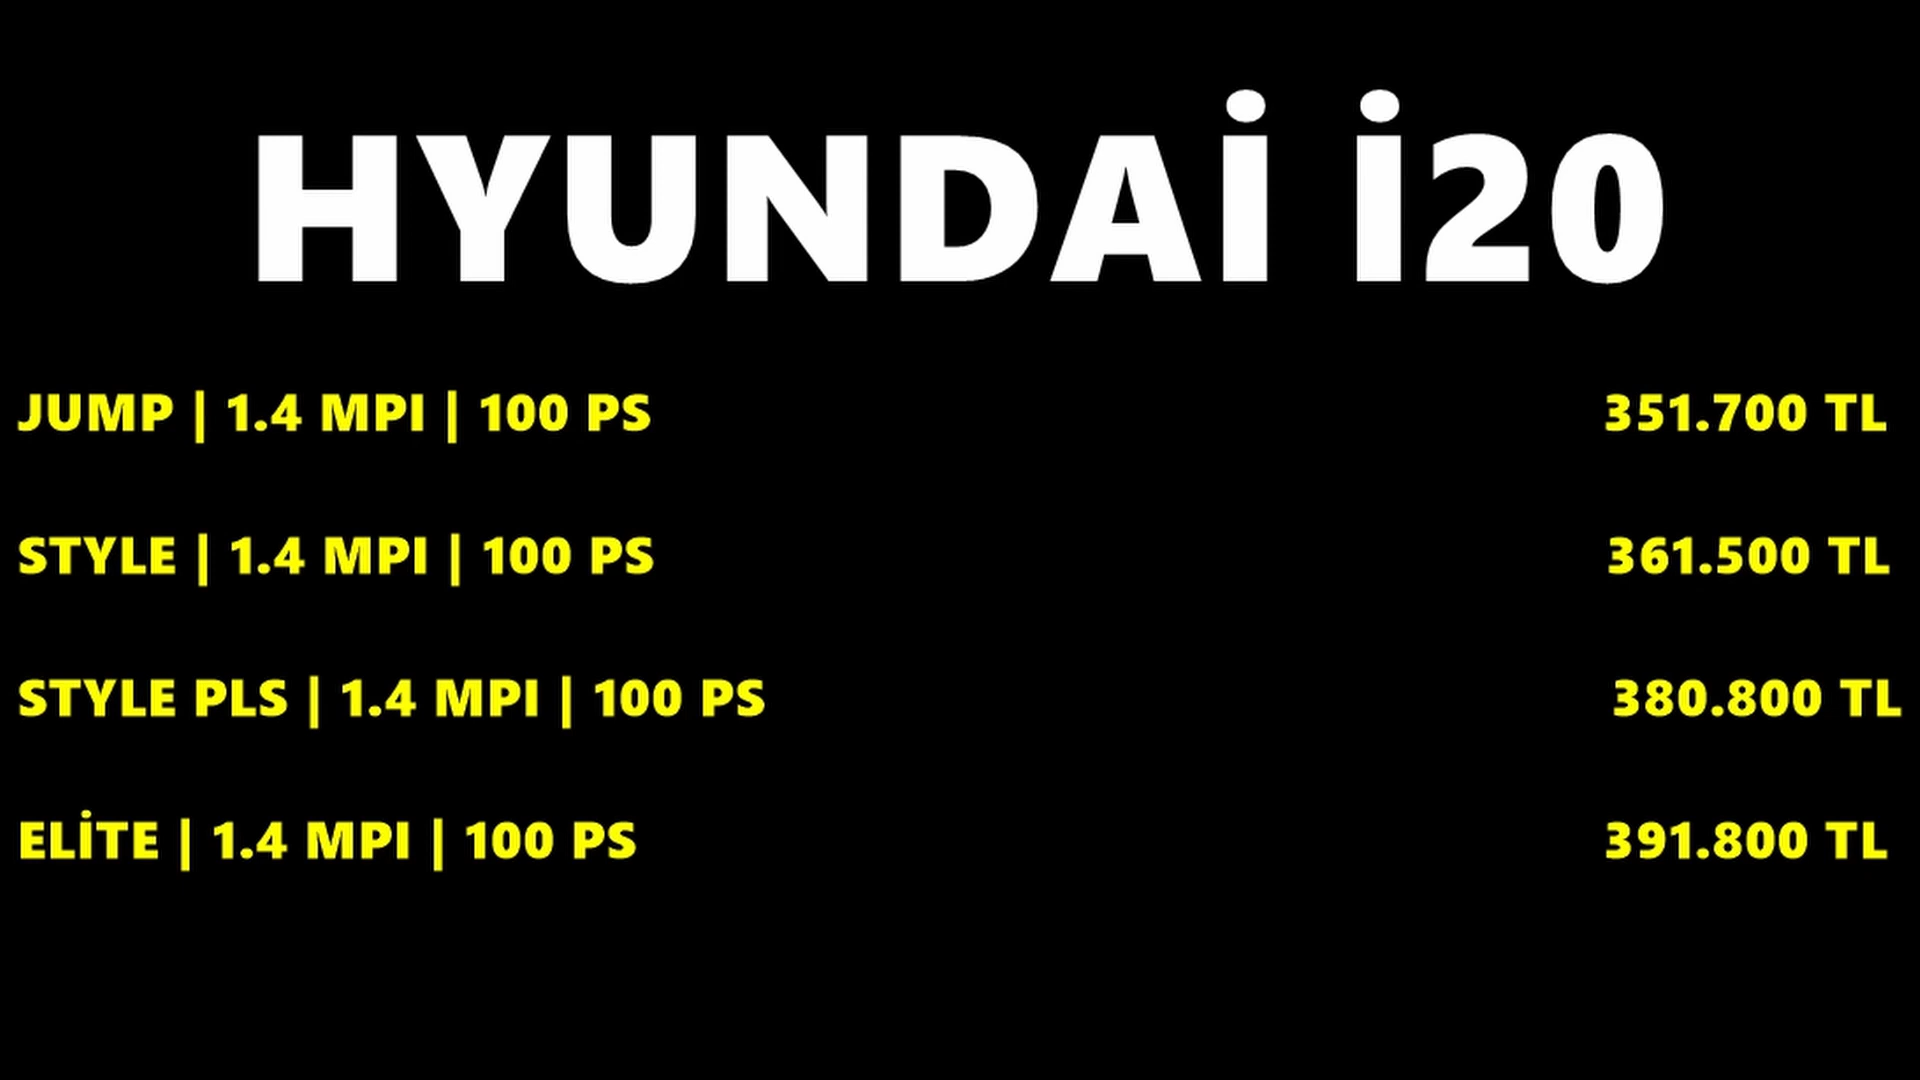 HYUNDAİ İ20
JUMP | 1.4 MPI | 100 PS 351.700 TL
STYLE | 1.4 MPI | 100 PS 361.500 TL
STYLE PLS | 1.4 MPI | 100 PS 380.800 TL
ELİTE | 1.4 MPI | 100 PS 391.800 TL